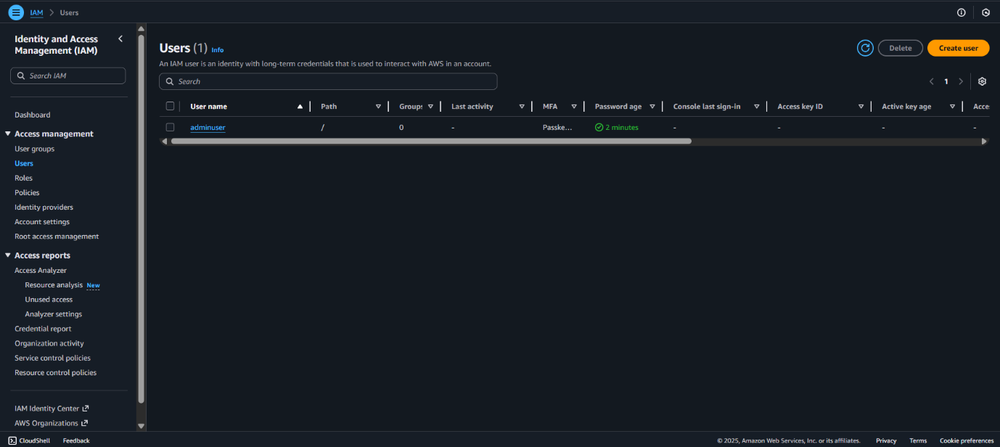 IAM > Users
Identity and Access
Management (IAM)
Search IAM
Dashboard
Access management
User groups
Users
Roles
Policies
Identity providers
Account settings
Root access management
Access reports
Access Analyzer
Resource analysis New
Unused access
Analyzer settings
Credential report
Organization activity
Service control policies
Resource control policies
IAM Identity Center
AWS Organizations
Users (1) Info
Delete
Create user
An IAM user is an identity with long-term credentials that is used to interact with AWS in an account.
Search
1
User name Path Groups Last activity MFA Password age Console last sign-in Access key ID Active key age Acce
adminuser / 0 - Passke... 2 minutes - - - -
CloudShell Feedback © 2025, Amazon Web Services, Inc. or its affiliates. Privacy Terms Cookie preferences